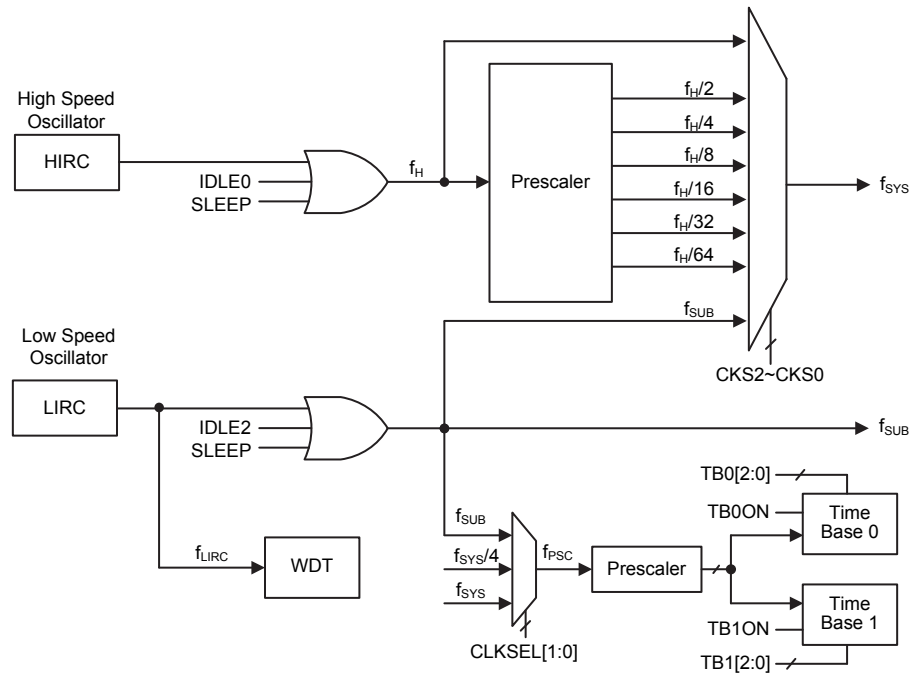 High Speed
Oscillator
HIRC
IDLE0
SLEEP
fH
Prescaler
fH/2
fH/4
fH/8
fH/16
fH/32
fH/64
fSUB
CKS2~CKS0
fSYS
Low Speed
Oscillator
LIRC
IDLE2
SLEEP
fSUB
fLIRC
WDT
fSUB
fSYS/4
fSYS
CLKSEL[1:0]
fPSC
Prescaler
TB0[2:0]
TB0ON
Time
Base 0
TB1ON
Time
Base 1
TB1[2:0]